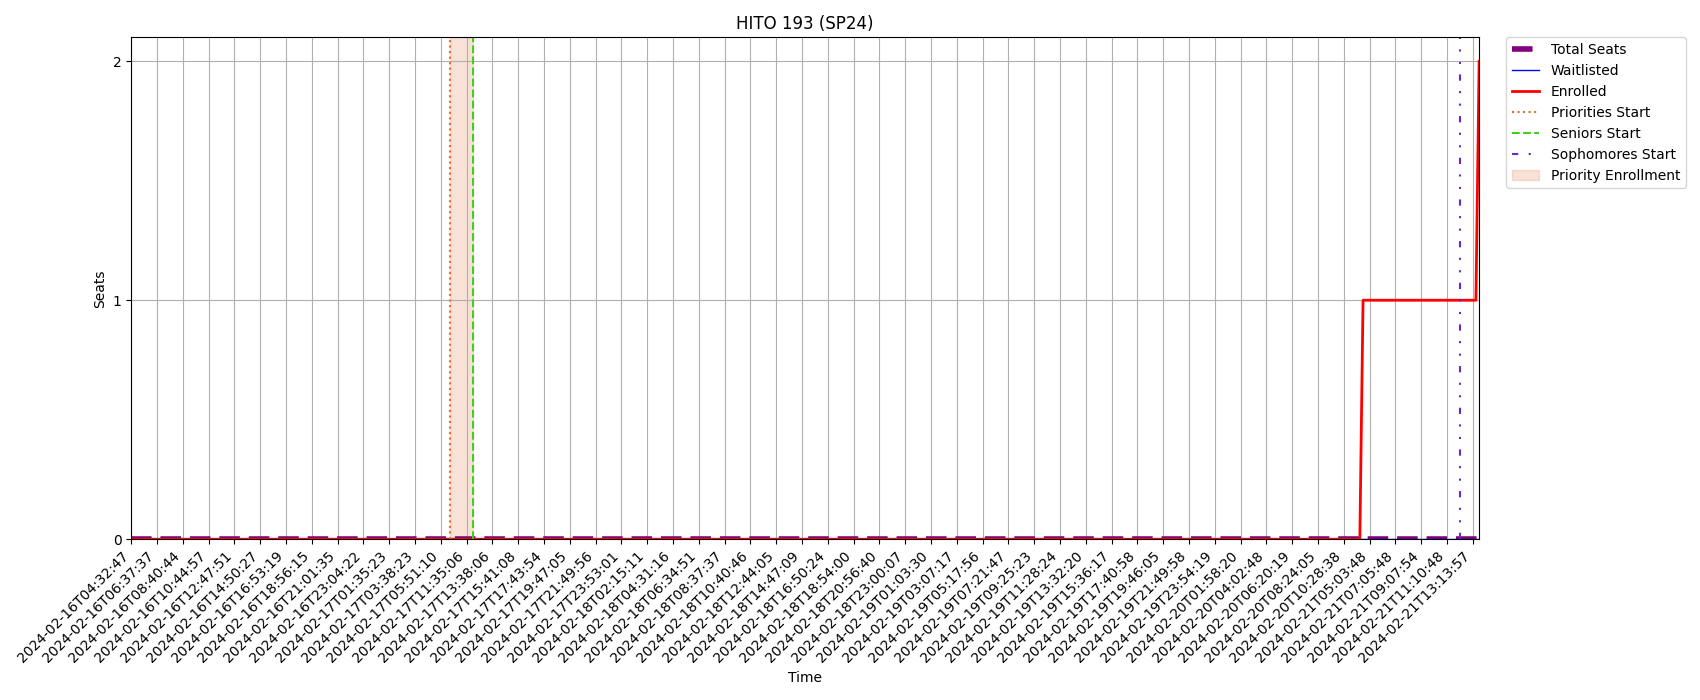 HITO 193 (SP24)
Total Seats
Waitlisted
Enrolled
Priorities Start
Seniors Start
Sophomores Start
Priority Enrollment
Seats
2
1
0
2024-02-16T04:32:47
2024-02-16T06:37:37
2024-02-16T08:40:44
2024-02-16T10:44:57
2024-02-16T12:47:51
2024-02-16T14:50:27
2024-02-16T16:53:19
2024-02-16T18:56:15
2024-02-16T21:01:35
2024-02-16T23:04:22
2024-02-17T01:35:23
2024-02-17T03:38:23
2024-02-17T05:51:10
2024-02-17T11:35:06
2024-02-17T13:38:06
2024-02-17T15:41:08
2024-02-17T17:43:54
2024-02-17T19:47:05
2024-02-17T21:49:56
2024-02-17T23:53:01
2024-02-18T02:15:11
2024-02-18T04:31:16
2024-02-18T06:34:51
2024-02-18T08:37:37
2024-02-18T10:40:46
2024-02-18T12:44:05
2024-02-18T14:47:09
2024-02-18T16:50:24
2024-02-18T18:54:00
2024-02-18T20:56:40
2024-02-18T23:00:07
2024-02-19T01:03:30
2024-02-19T03:07:17
2024-02-19T05:17:56
2024-02-19T07:21:47
2024-02-19T09:25:23
2024-02-19T11:28:24
2024-02-19T13:32:20
2024-02-19T15:36:17
2024-02-19T17:40:58
2024-02-19T19:46:05
2024-02-19T21:49:58
2024-02-19T23:54:19
2024-02-20T01:58:20
2024-02-20T04:02:48
2024-02-20T06:20:19
2024-02-20T08:24:05
2024-02-20T10:28:38
2024-02-21T05:03:48
2024-02-21T07:05:48
2024-02-21T09:07:54
2024-02-21T11:10:48
2024-02-21T13:13:57
Time